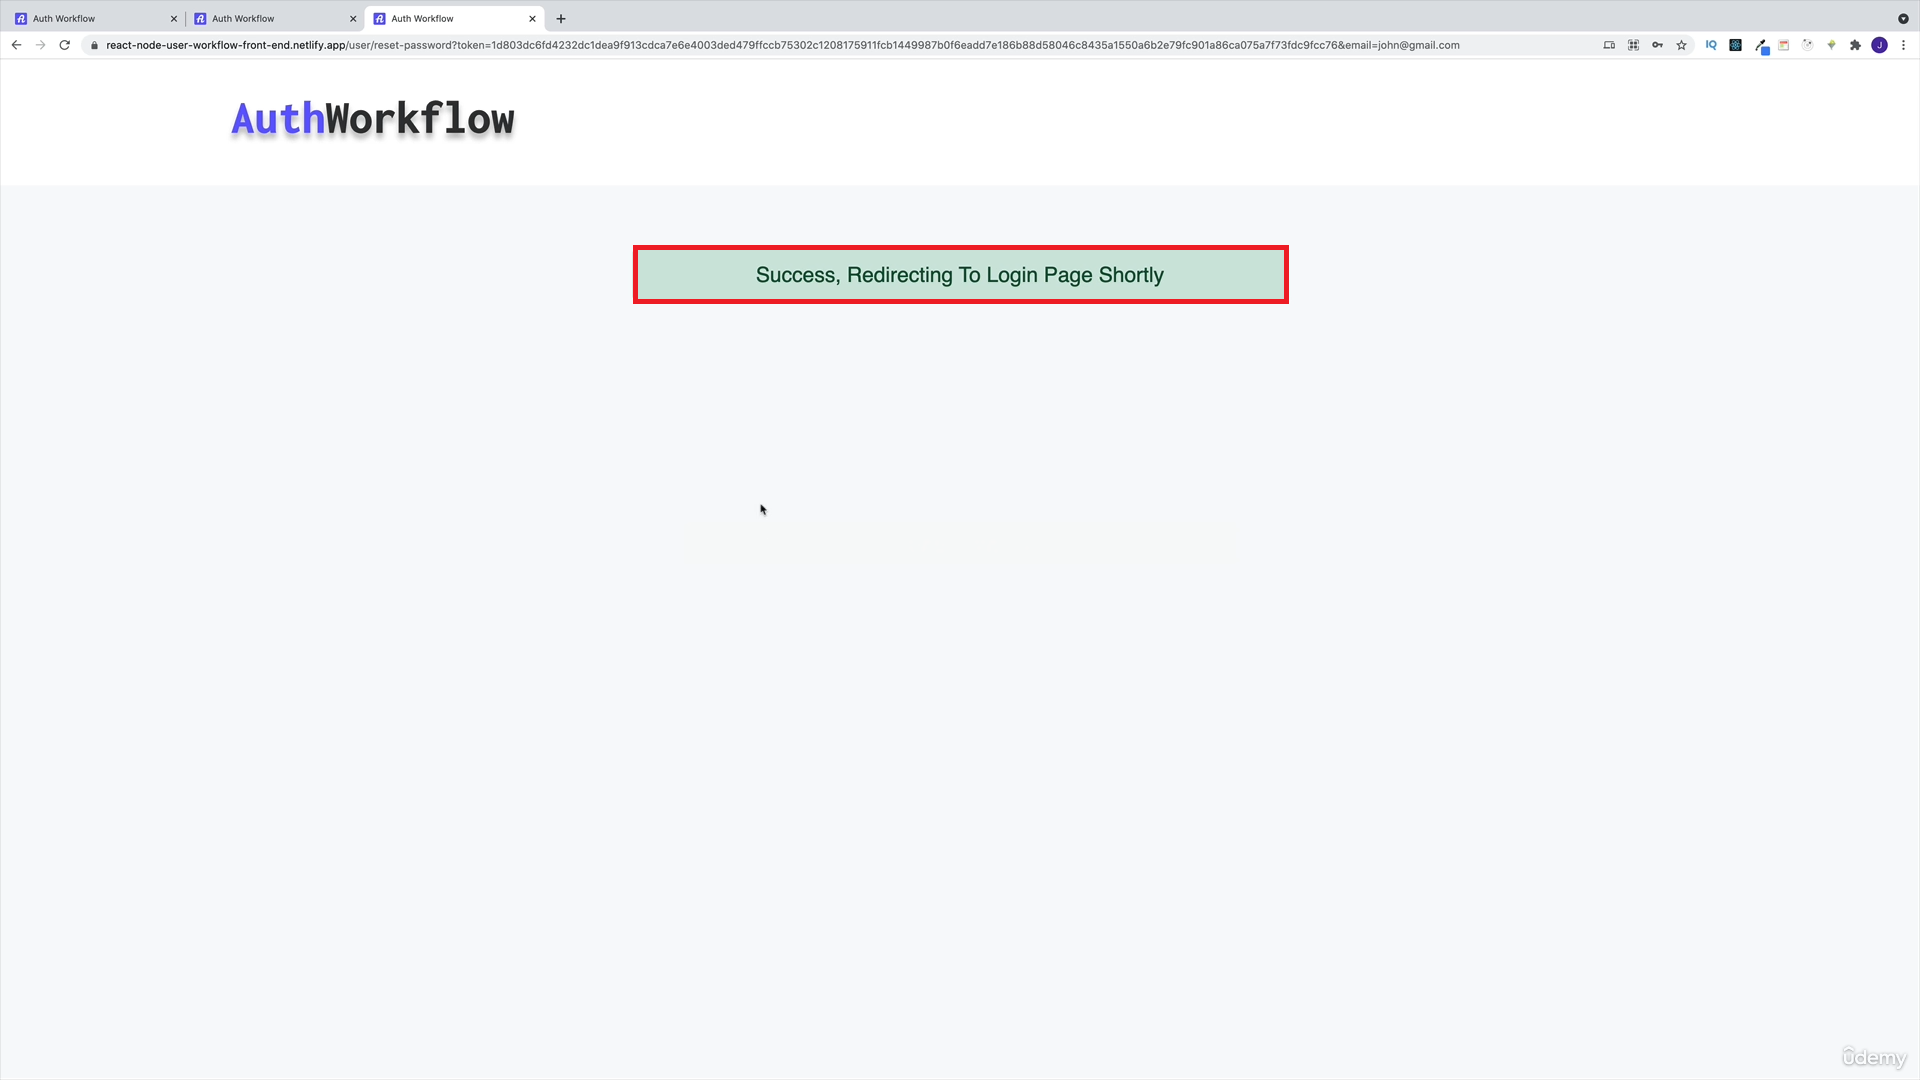 Auth Workflow
Auth Workflow
Auth Workflow
react-node-user-workflow-front-end.netlify.app/user/reset-password?token=1d803dc6fd4232dc1dea9f913cdca7e6e4003ded479ffccb75302c1208175911fcb1449987b0f6eadd7e186b88d58046c8435a1550a6b2e79fc901a86ca075a7f73fdc9fcc76&email=john@gmail.com
IQ
J
AuthWorkflow
Success, Redirecting To Login Page Shortly
udemy